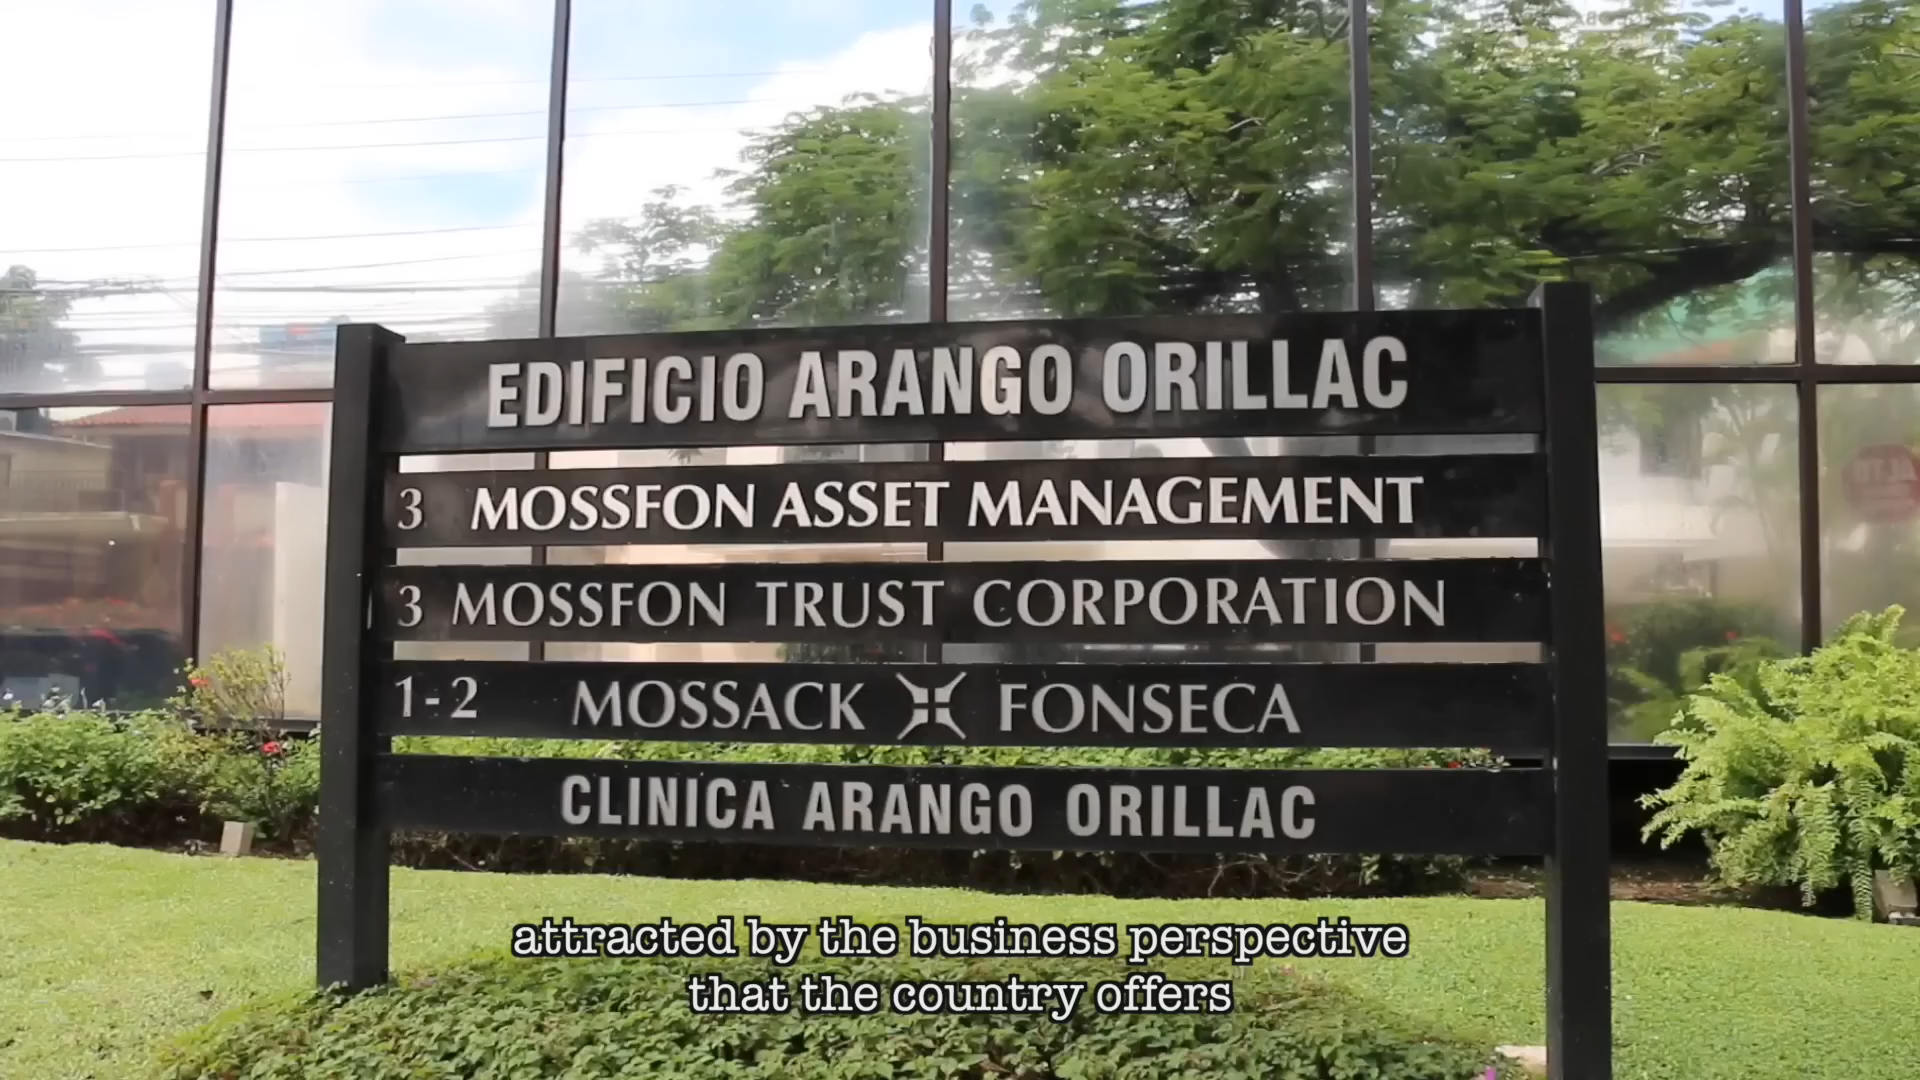 EDIFICIO ARANGO ORILLAC
3 MOSSFON ASSET MANAGEMENT
3 MOSSFON TRUST CORPORATION
1-2 MOSSACK FONSECA
CLINICA ARANGO ORILLAC
attracted by the business perspective
that the country offers